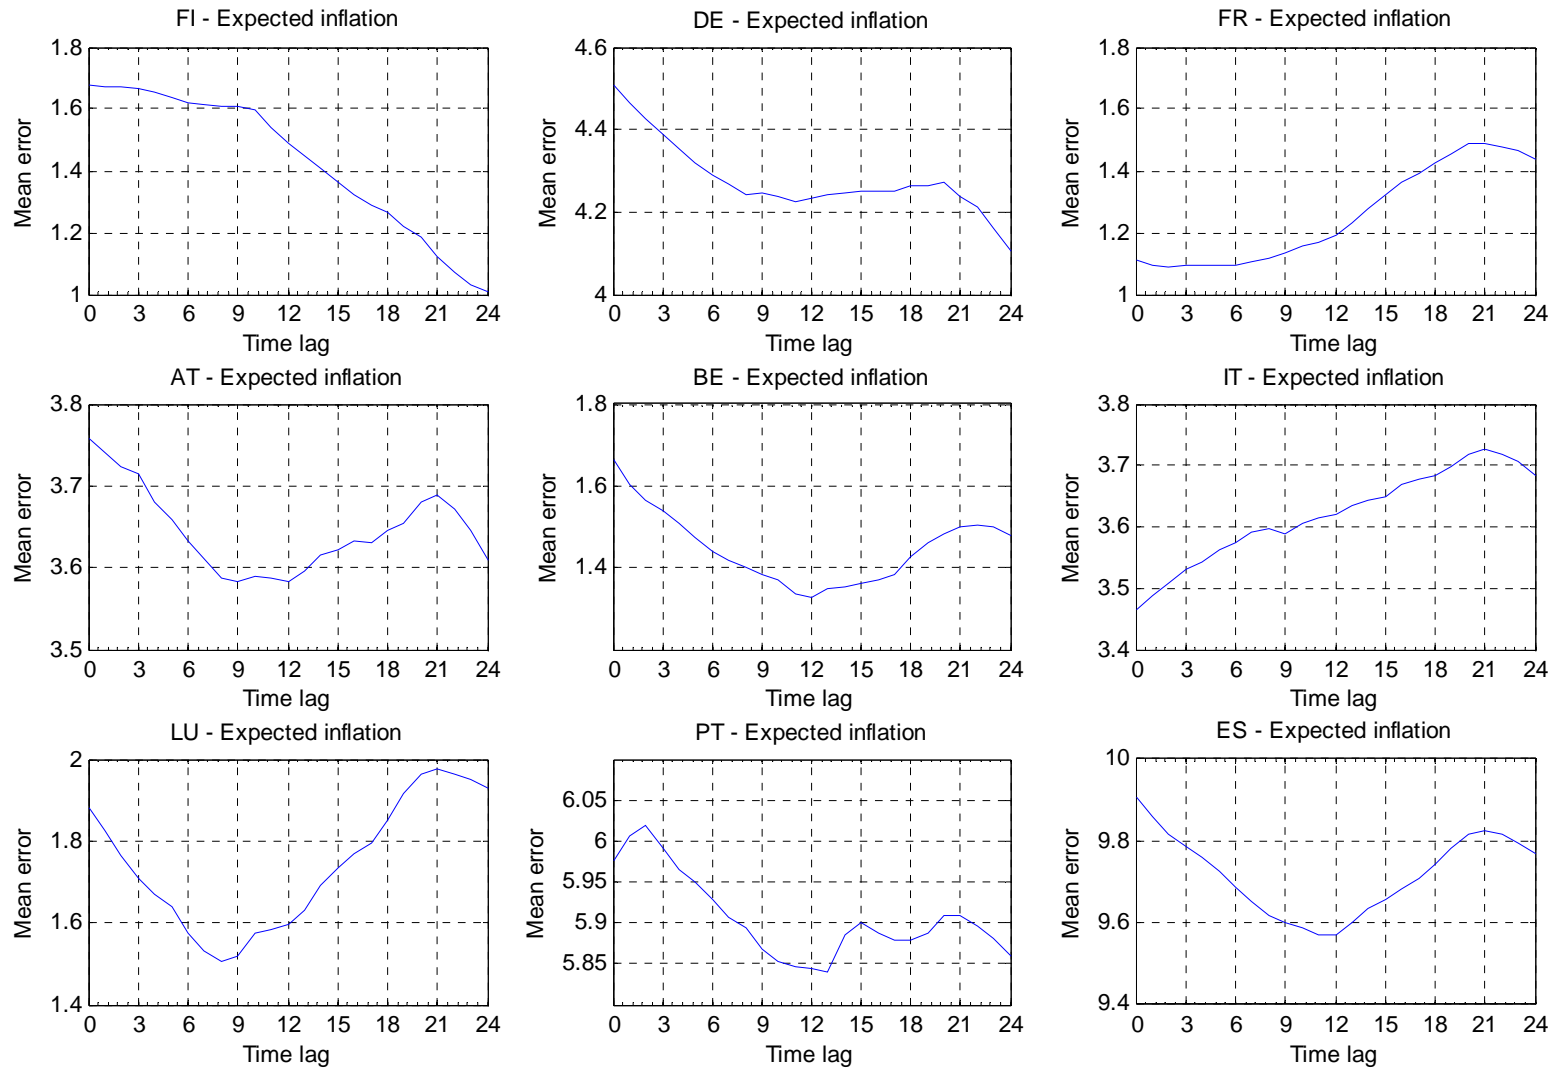 FI - Expected inflation
DE - Expected inflation
FR - Expected inflation
1.8
1.6
1.4
1.2
1
Mean error
0 3 6 9 12 15 18 21 24
Time lag
4.6
4.4
4.2
4
Mean error
0 3 6 9 12 15 18 21 24
Time lag
1.8
1.6
1.4
1.2
1
Mean error
0 3 6 9 12 15 18 21 24
Time lag
AT - Expected inflation
BE - Expected inflation
IT - Expected inflation
3.8
3.7
3.6
3.5
Mean error
0 3 6 9 12 15 18 21 24
Time lag
1.8
1.6
1.4
Mean error
0 3 6 9 12 15 18 21 24
Time lag
3.8
3.7
3.6
3.5
3.4
Mean error
0 3 6 9 12 15 18 21 24
Time lag
LU - Expected inflation
PT - Expected inflation
ES - Expected inflation
2
1.8
1.6
1.4
Mean error
0 3 6 9 12 15 18 21 24
Time lag
6.05
6
5.95
5.9
5.85
Mean error
0 3 6 9 12 15 18 21 24
Time lag
10
9.8
9.6
9.4
Mean error
0 3 6 9 12 15 18 21 24
Time lag